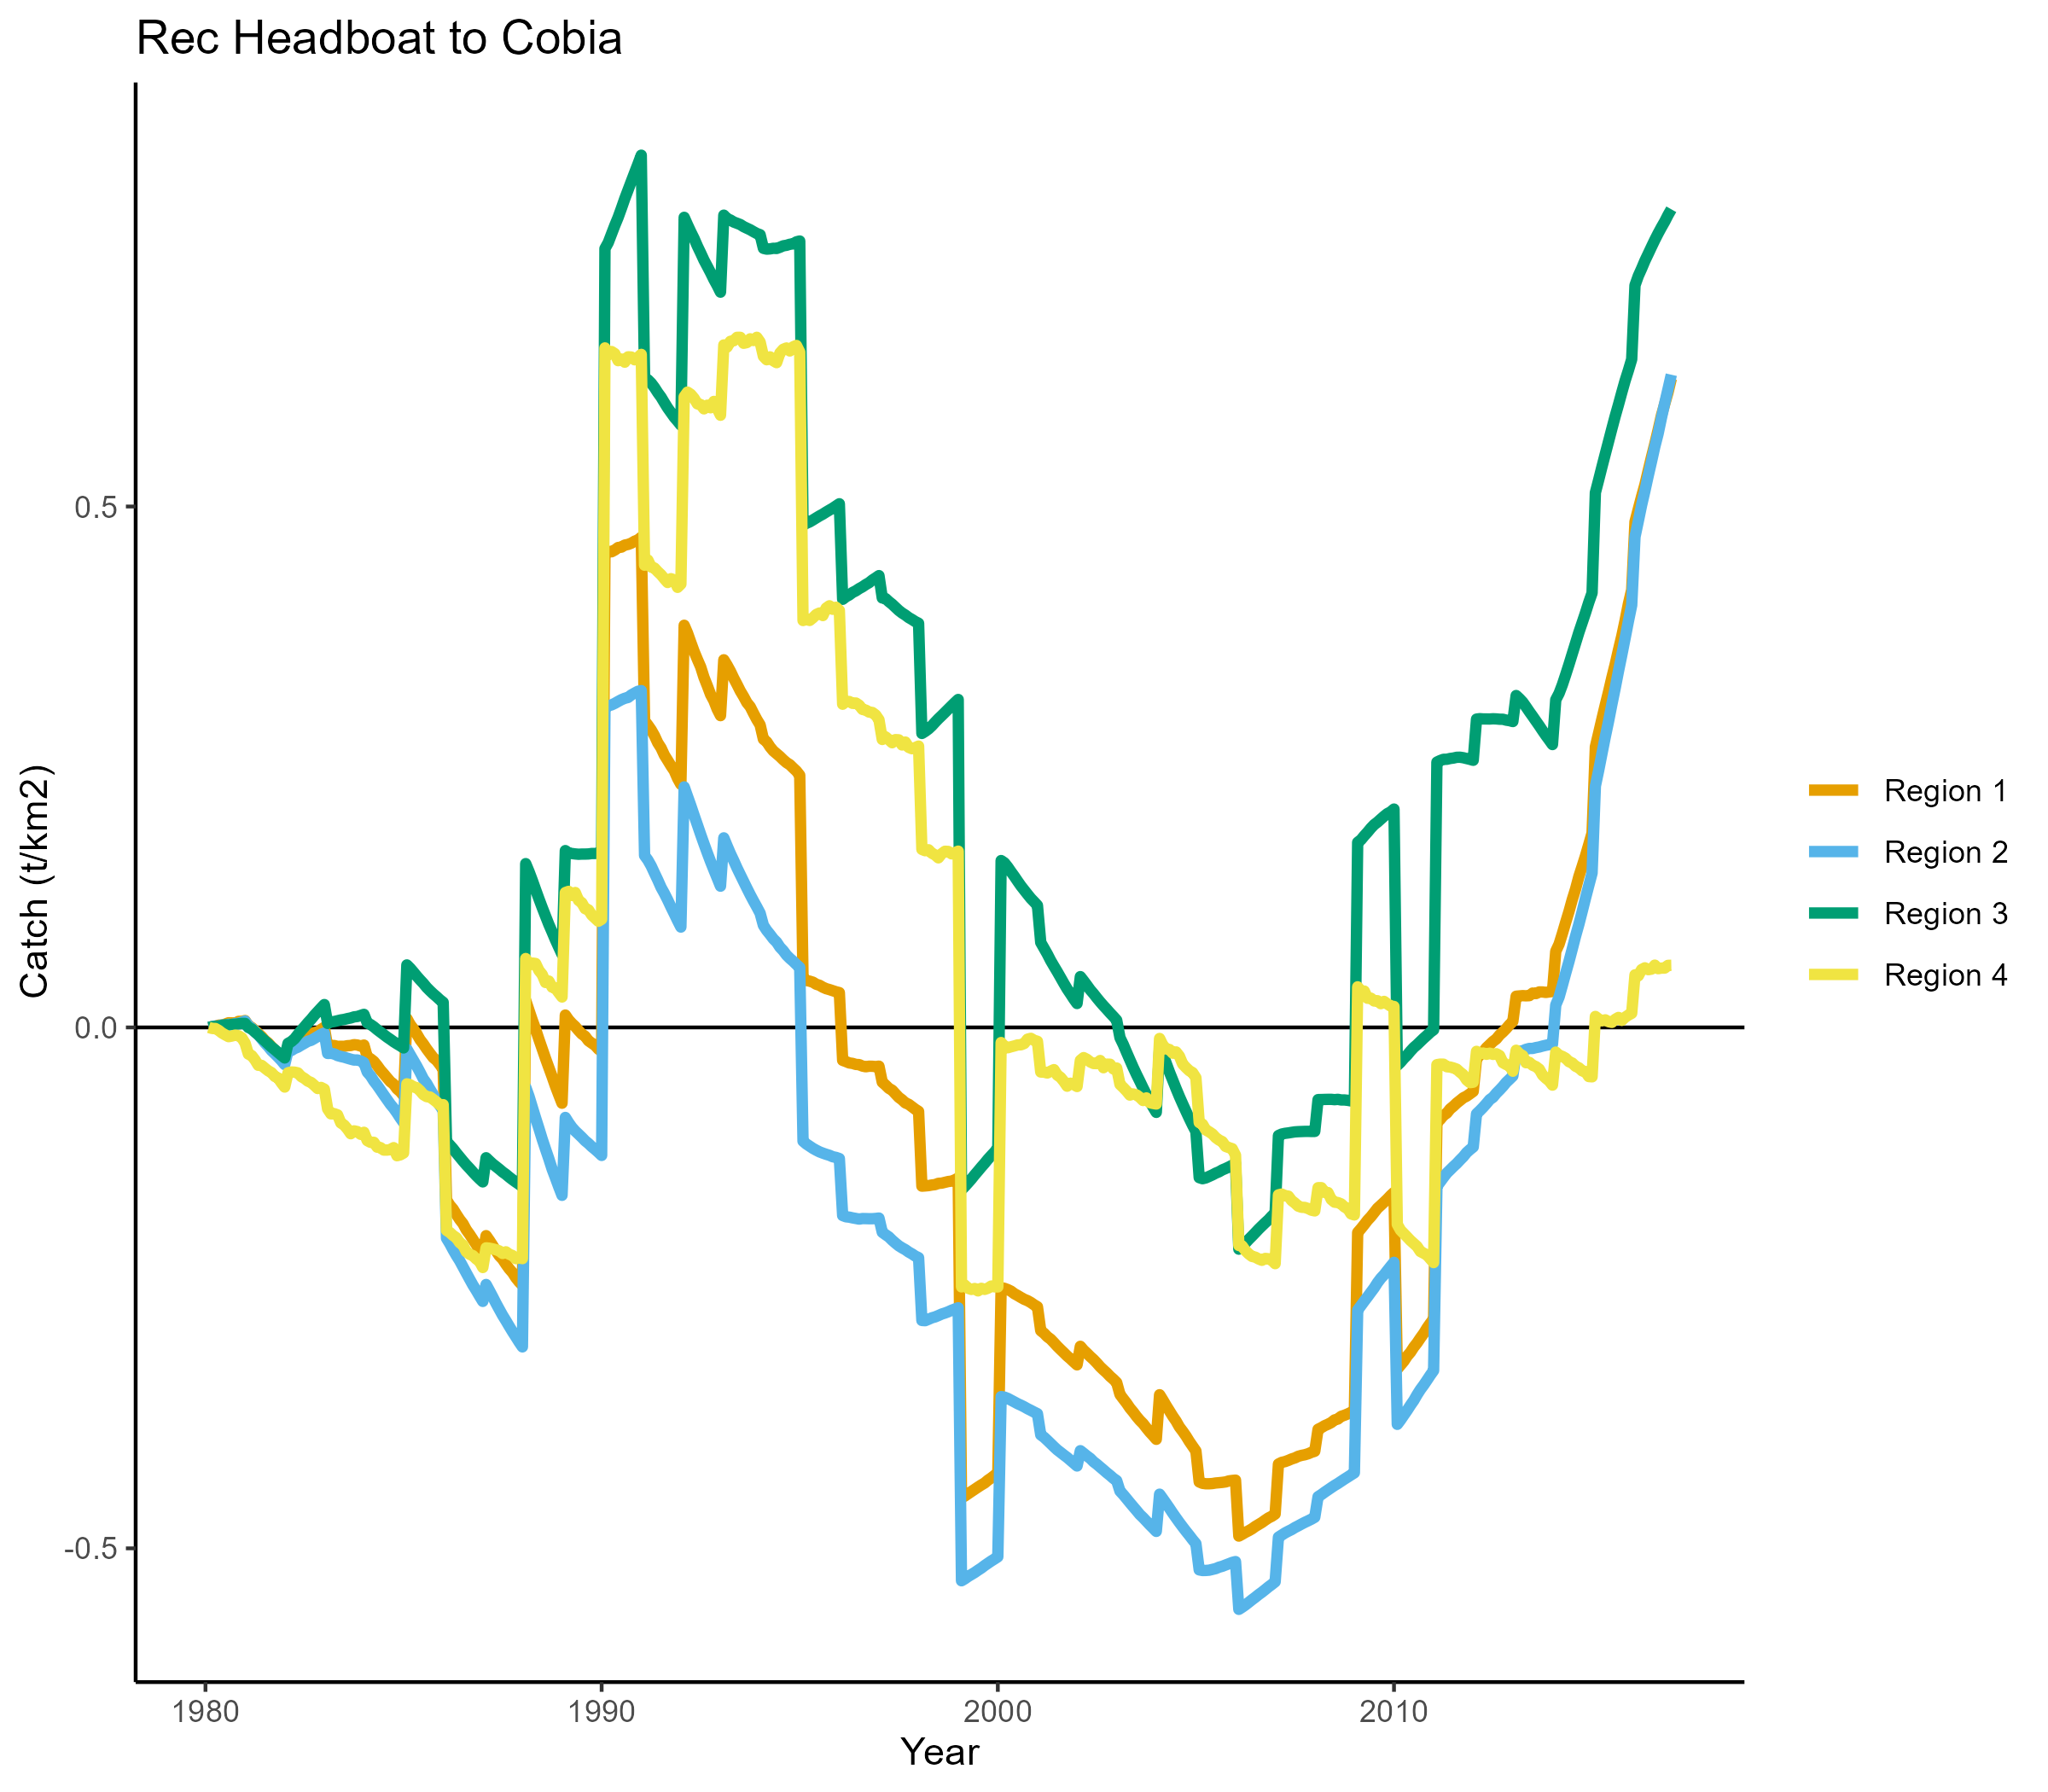 Rec Headboat to Cobia
Catch (t/km2)
0.5
0.0
-0.5
1980
1990
2000
2010
Year
Region 1
Region 2
Region 3
Region 4